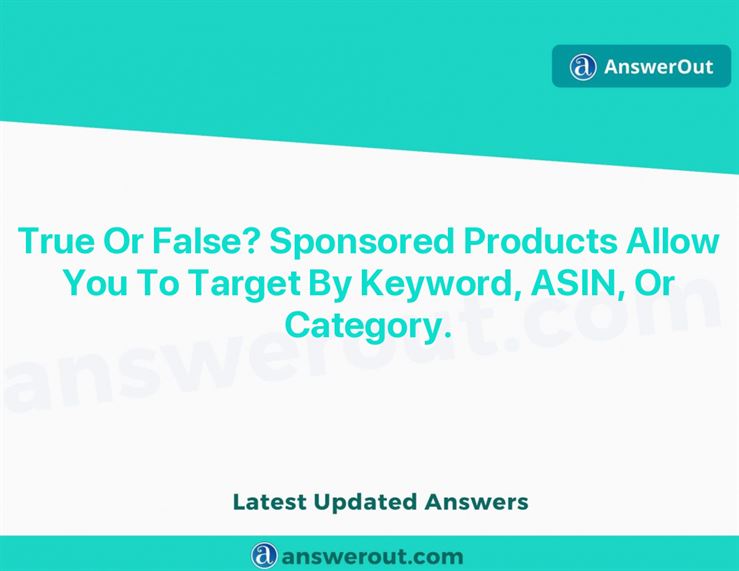 AnswerOut
True Or False? Sponsored Products Allow
You To Target By Keyword, ASIN, Or
Category.
answerout.com
Latest Updated Answers
answerout.com